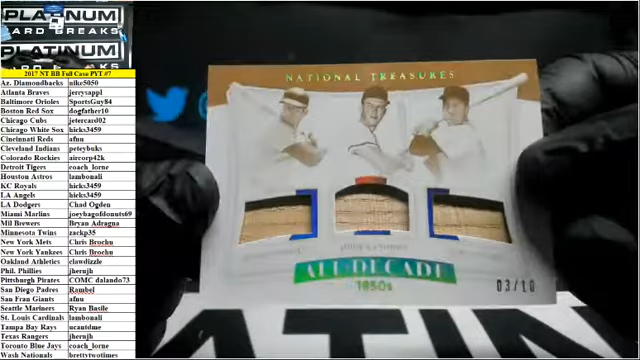 PLATINUM
ARD BREAKS
PLATINUM
ARD BREAKS
2017 NT BB Full Case PYT #7
Az. Diamondbacks nike5050
Atlanta Braves jerrysappl
Baltimore Orioles SportsGuy84
Boston Red Sox dogfather10
Chicago Cubs jetercard02
Chicago White Sox hicks3459
Cincinnati Reds afnu
Cleveland Indians peteybuks
Colorado Rockies aircorp42k
Detroit Tigers coach_lorne
Houston Astros lambonali
KC Royals hicks3459
LA Angels hicks3459
LA Dodgers Chad Ogden
Miami Marlins joeybagofdonuts69
Mil Brewers Bryan Adragna
Minnesota Twins zackp35
New York Mets Chris Brochu
New York Yankees Chris Brochu
Oakland Athletics clawdizzle
Phil. Phillies jhernjh
Pittsburgh Pirates COMC dalando73
San Diego Padres Rambel
San Fran Giants afnu
Seattle Mariners Ryan Basile
St. Louis Cardinals lambonali
Tampa Bay Rays ucantdme
Texas Rangers jhernjh
Toronto Blue Jays coach_lorne
Wash Nationals brettytwotimes
NATIONAL TREASURES
ALL-DECADE
1950s
03/10